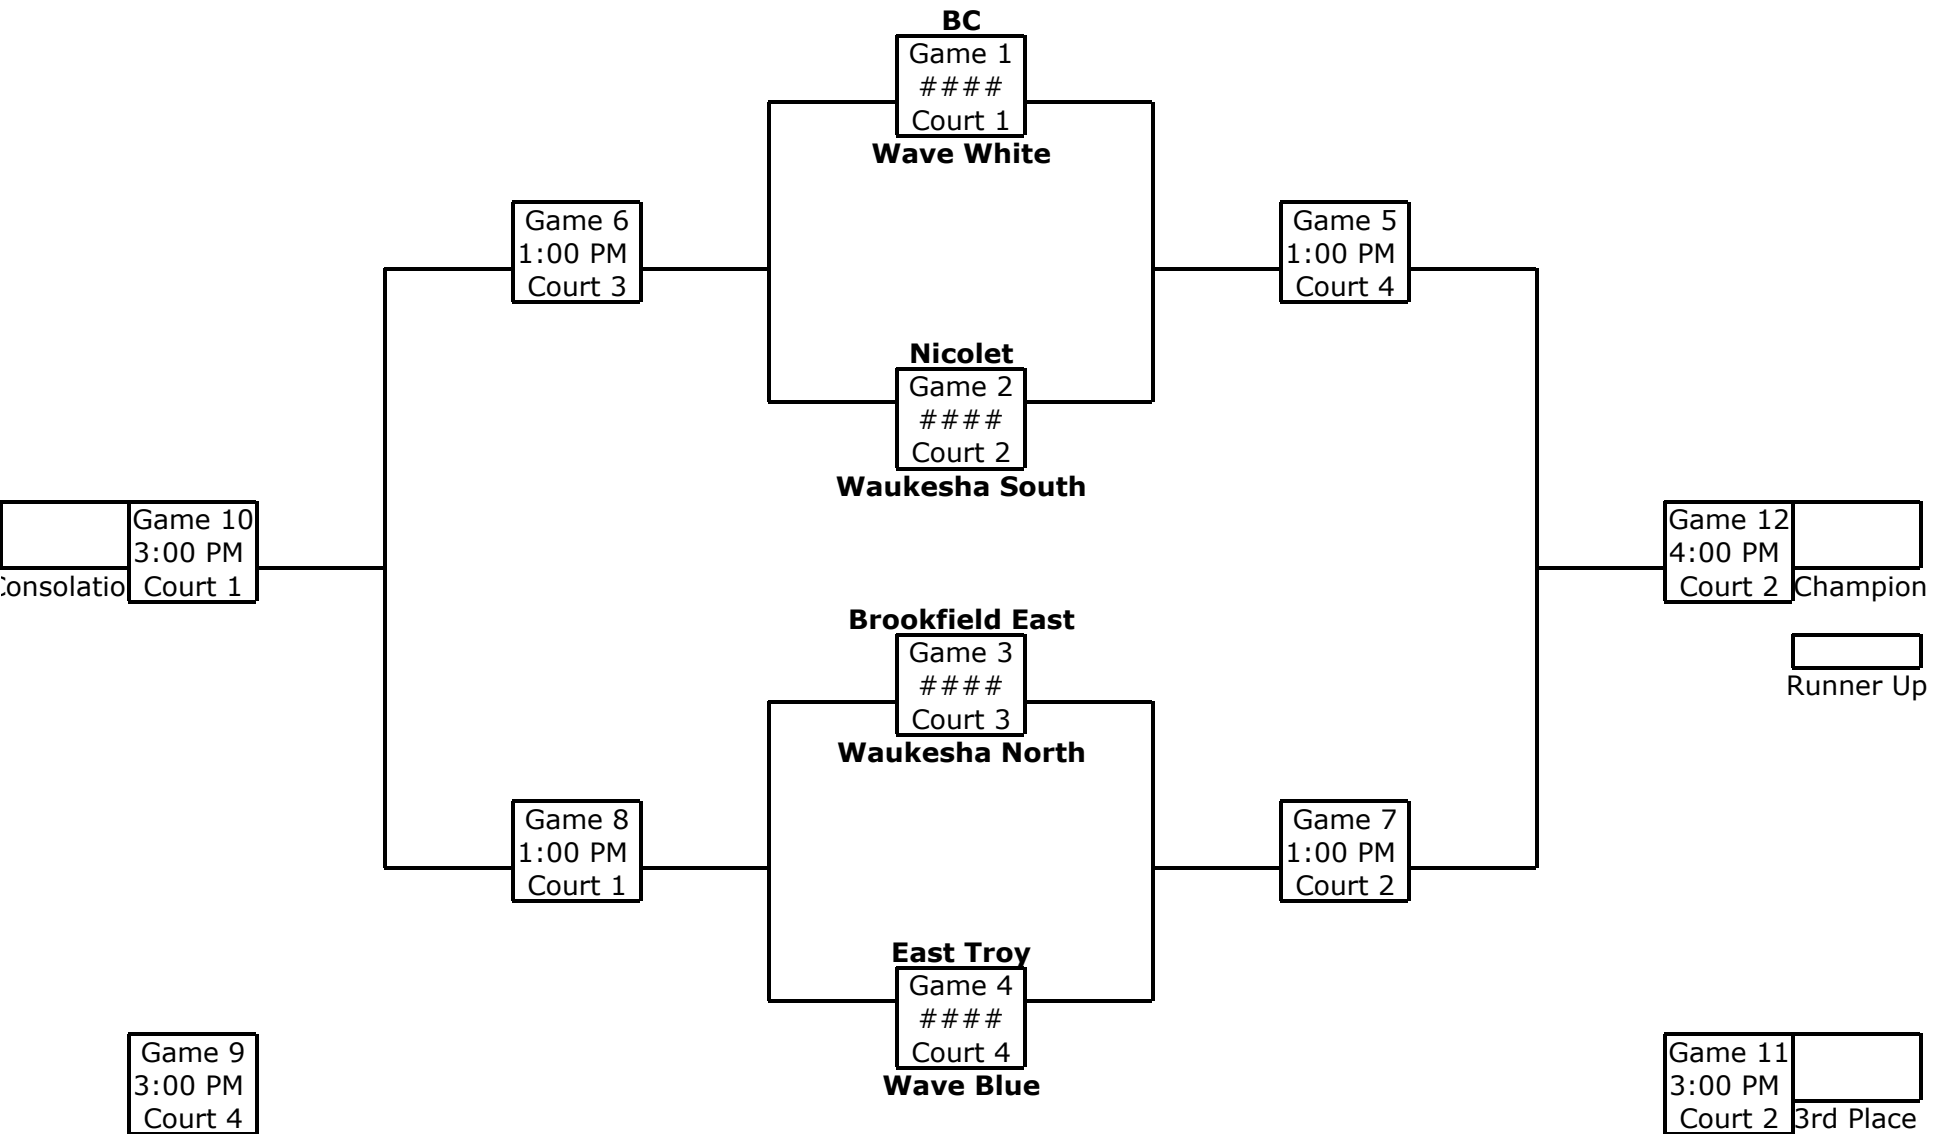 BC
Game 1
####
Court 1
Wave White
Game 6
1:00 PM
Court 3
Game 5
1:00 PM
Court 4
Nicolet
Game 2
####
Court 2
Waukesha South
Game 10
3:00 PM
Court 1
Consolatio
Game 12
4:00 PM
Court 2
Champion
Brookfield East
Game 3
####
Court 3
Waukesha North
Runner Up
Game 8
1:00 PM
Court 1
Game 7
1:00 PM
Court 2
East Troy
Game 4
####
Court 4
Wave Blue
Game 9
3:00 PM
Court 4
Game 11
3:00 PM
Court 2
3rd Place